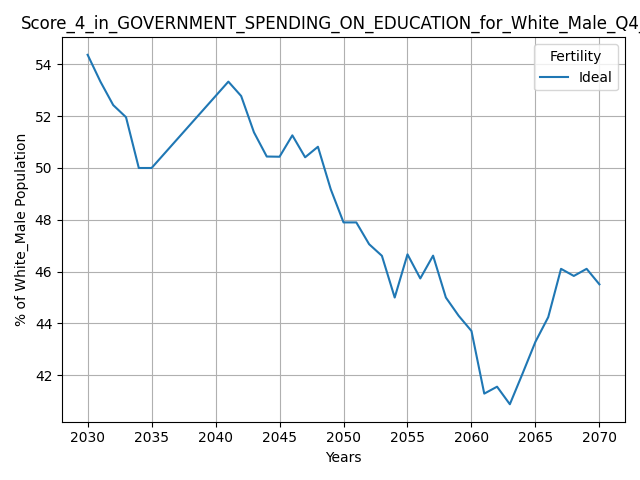 Score_4_in_GOVERNMENT_SPENDING_ON_EDUCATION_for_White_Male_Q4_
Fertility
Ideal
% of White_Male Population
54
52
50
48
46
44
42
2030 2035 2040 2045 2050 2055 2060 2065 2070
Years